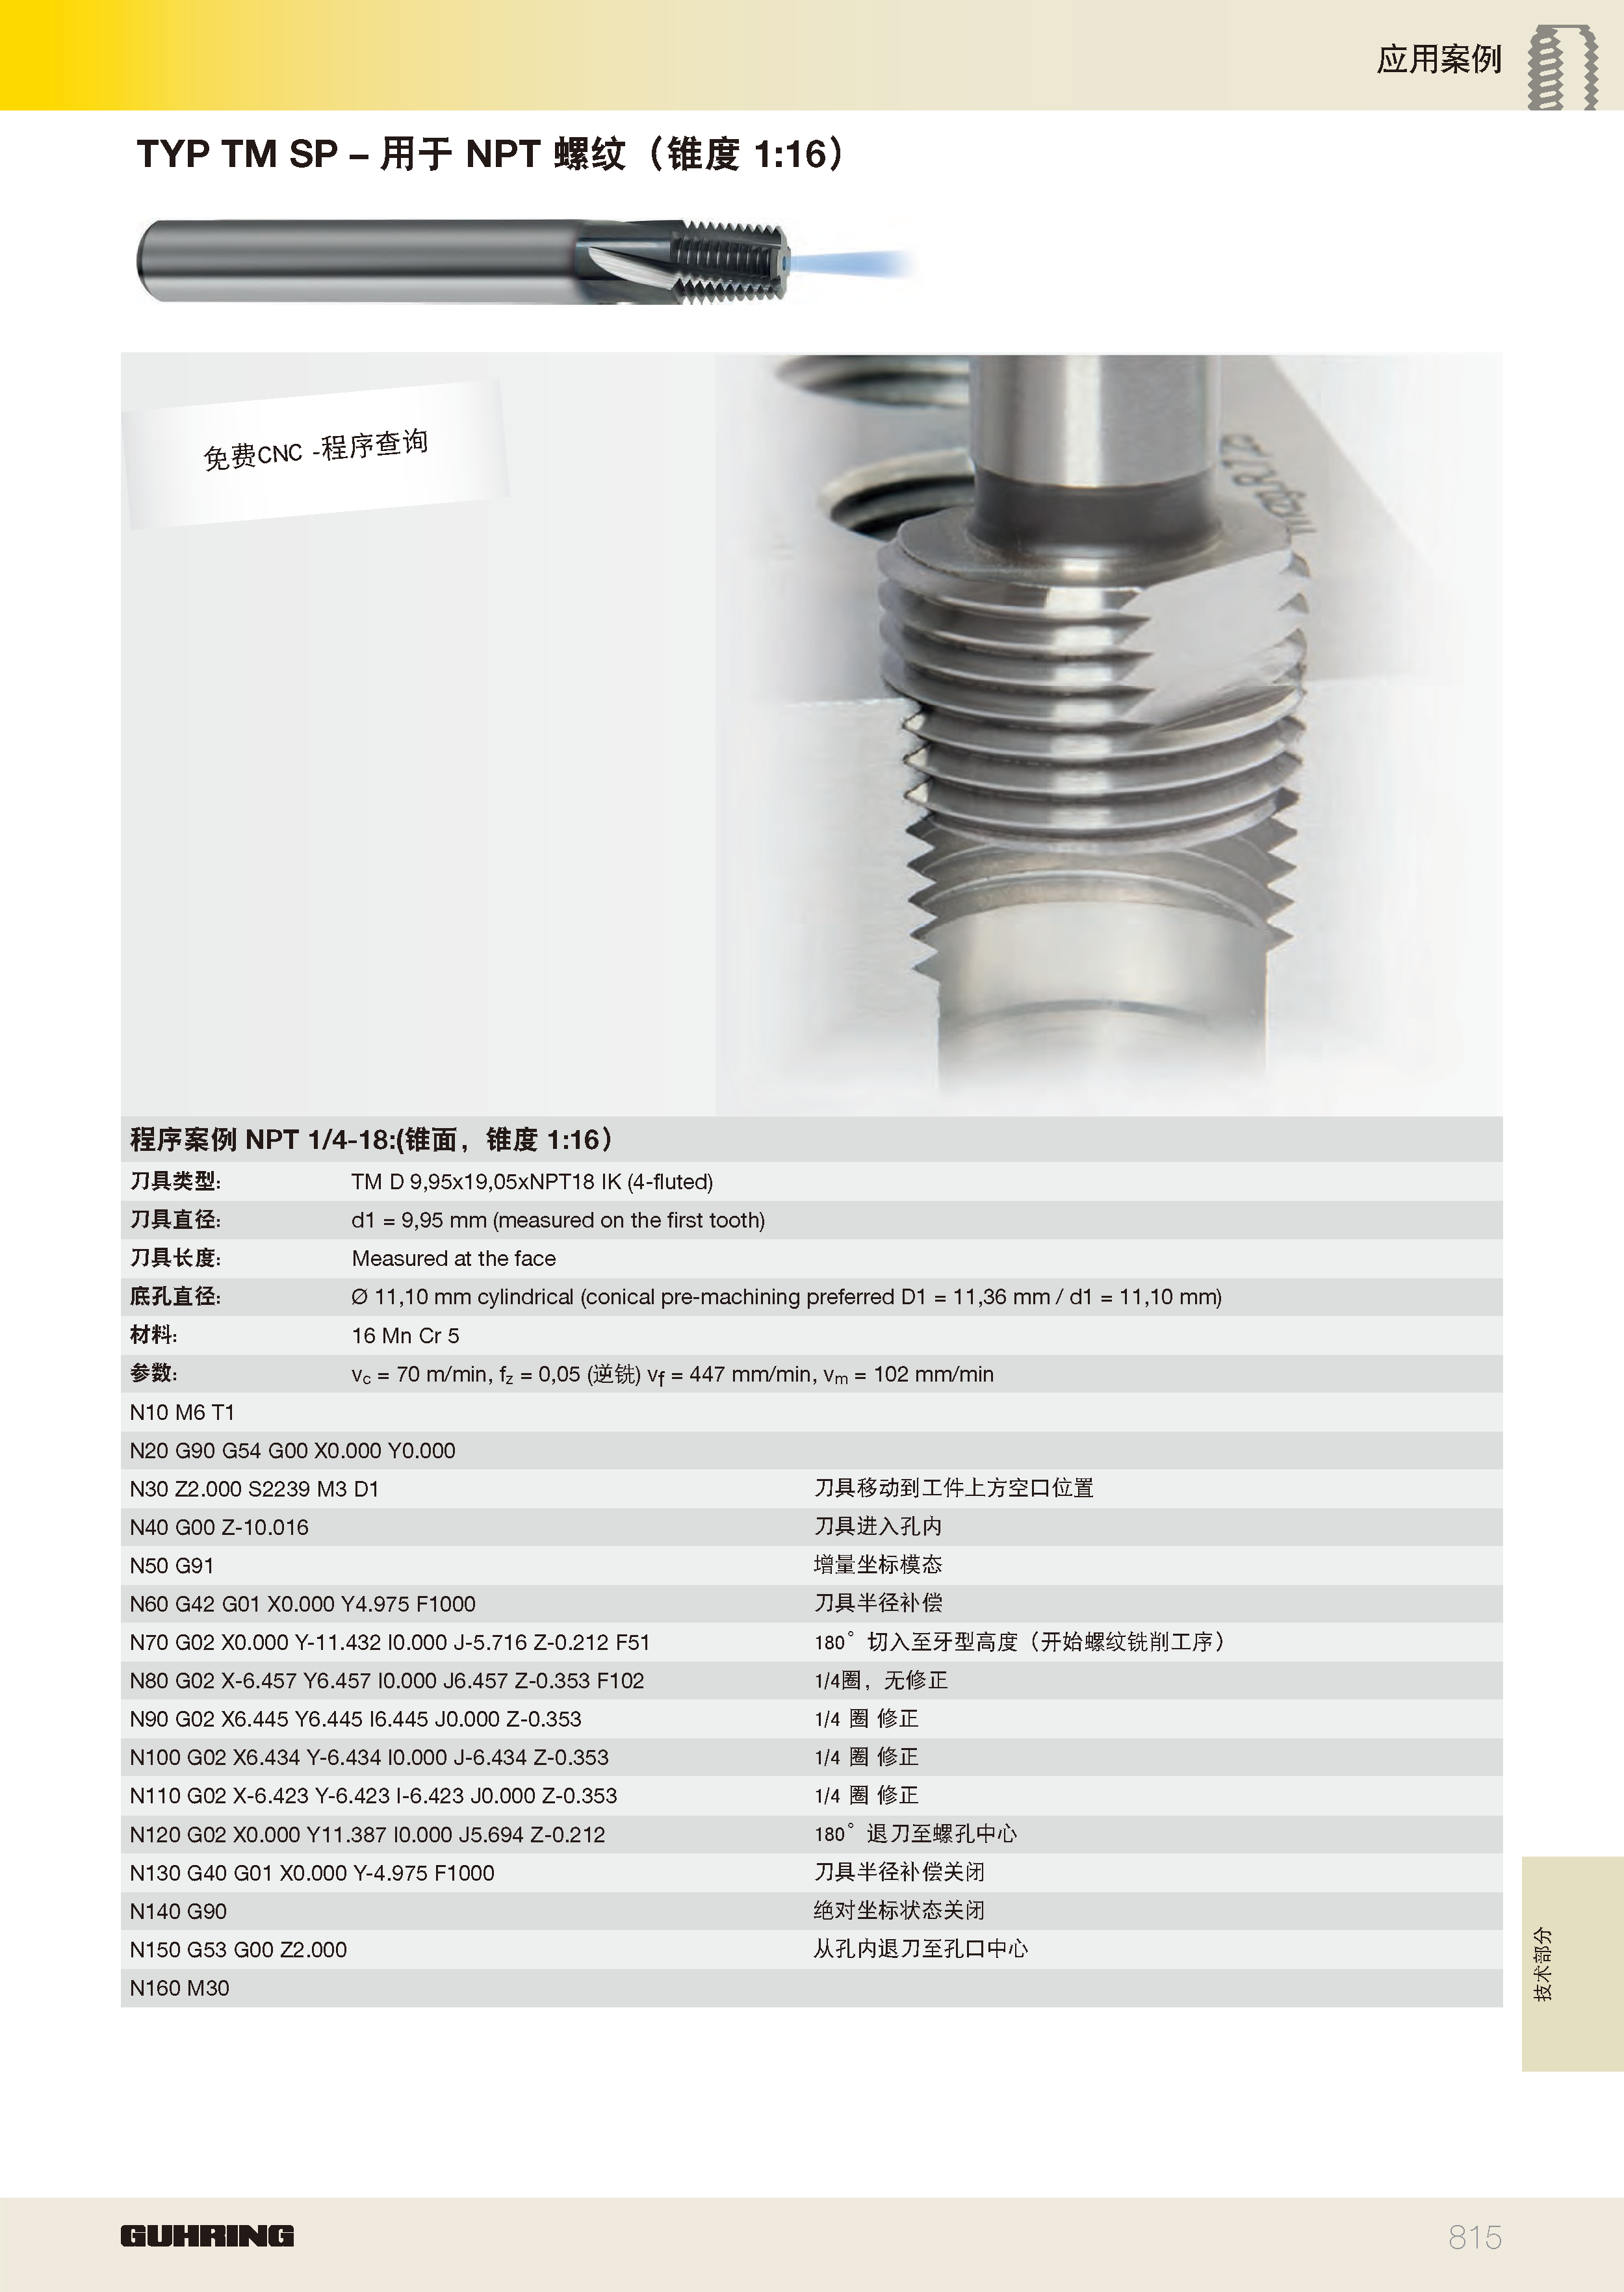 应用案例
TYP TM SP – 用于 NPT 螺纹（锥度 1:16）
免费CNC -程序查询
程序案例 NPT 1/4-18:(锥面，锥度 1:16）
刀具类型: TM D 9,95x19,05xNPT18 IK (4-fluted)
刀具直径: d1 = 9,95 mm (measured on the first tooth)
刀具长度: Measured at the face
底孔直径: Ø 11,10 mm cylindrical (conical pre-machining preferred D1 = 11,36 mm / d1 = 11,10 mm)
材料: 16 Mn Cr 5
参数: vc = 70 m/min, fz = 0,05 (逆铣) vf = 447 mm/min, vm = 102 mm/min
N10 M6 T1
N20 G90 G54 G00 X0.000 Y0.000
N30 Z2.000 S2239 M3 D1 刀具移动到工件上方空口位置
N40 G00 Z-10.016 刀具进入孔内
N50 G91 增量坐标模态
N60 G42 G01 X0.000 Y4.975 F1000 刀具半径补偿
N70 G02 X0.000 Y-11.432 I0.000 J-5.716 Z-0.212 F51 180° 切入至牙型高度（开始螺纹铣削工序）
N80 G02 X-6.457 Y6.457 I0.000 J6.457 Z-0.353 F102 1/4圈，无修正
N90 G02 X6.445 Y6.445 I6.445 J0.000 Z-0.353 1/4 圈 修正
N100 G02 X6.434 Y-6.434 I0.000 J-6.434 Z-0.353 1/4 圈 修正
N110 G02 X-6.423 Y-6.423 I-6.423 J0.000 Z-0.353 1/4 圈 修正
N120 G02 X0.000 Y11.387 I0.000 J5.694 Z-0.212 180° 退刀至螺孔中心
N130 G40 G01 X0.000 Y-4.975 F1000 刀具半径补偿关闭
N140 G90 绝对坐标状态关闭
N150 G53 G00 Z2.000 从孔内退刀至孔口中心
N160 M30
技术部分
GUHRING
815